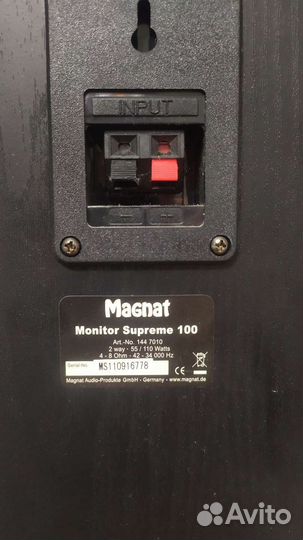 INPUT
Magnat
Monitor Supreme 100
Art.-No. 144 7010
2 way · 55 / 110 Watts
4 - 8 Ohm · 42 - 34 000 Hz
Serial No: MS110916778
Magnat Audio-Produkte GmbH · Germany · www.magnat.de
CE
Avito